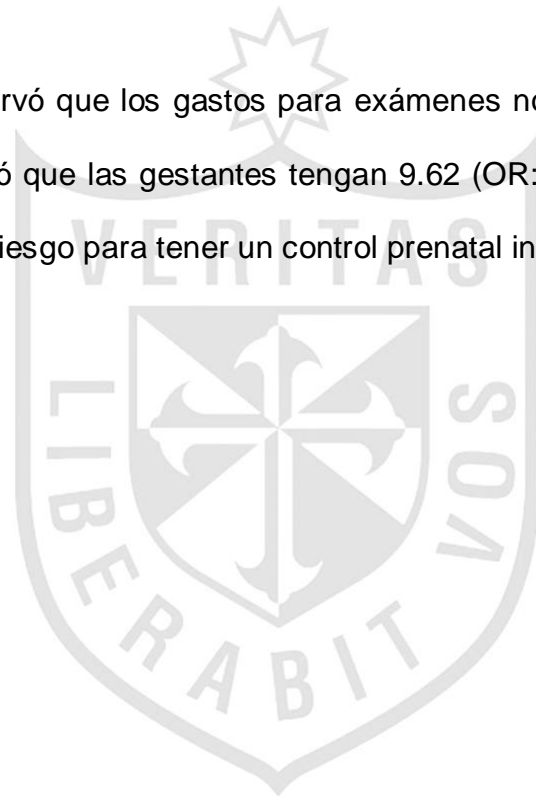 rvó que los gastos para exámenes no
ó que las gestantes tengan 9.62 (OR:
iesgo para tener un control prenatal in
VERITAS
LIBERABIT VOS